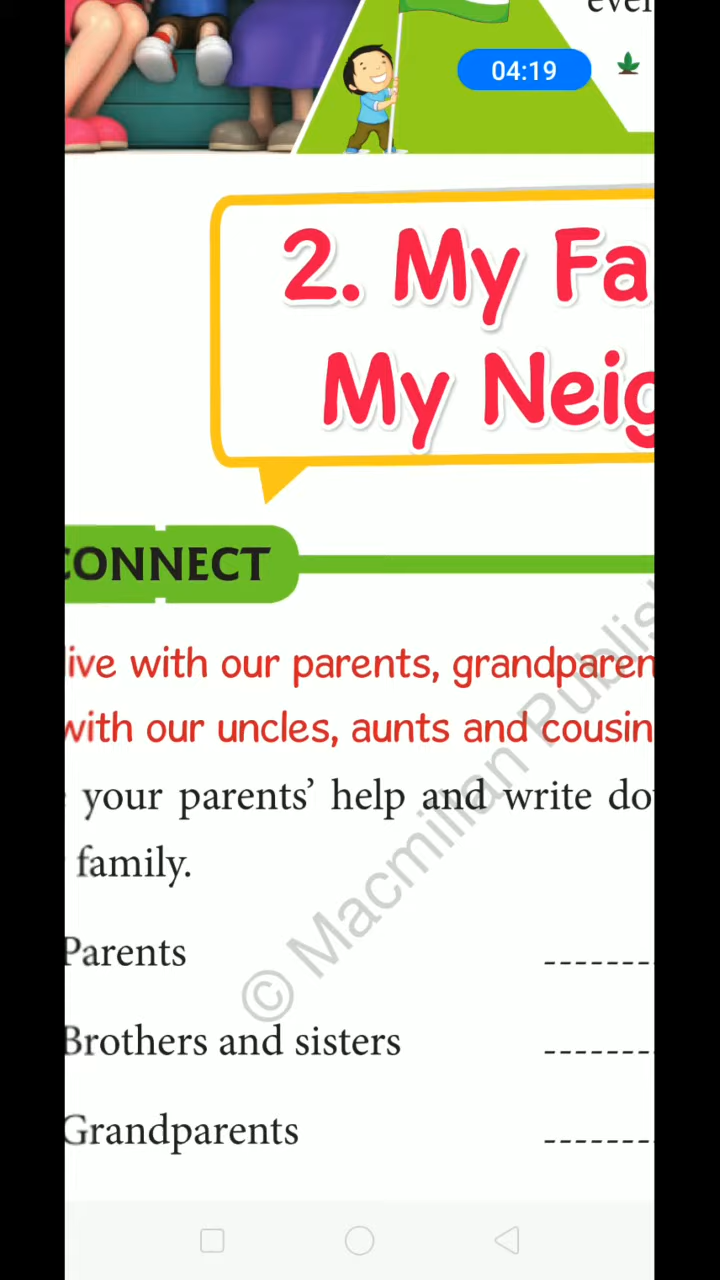 04:19
2. My Fa
My Neig
CONNECT
live with our parents, grandparen
with our uncles, aunts and cousin
your parents' help and write do
family.
Parents
Brothers and sisters
Grandparents
© Macmillan Publis